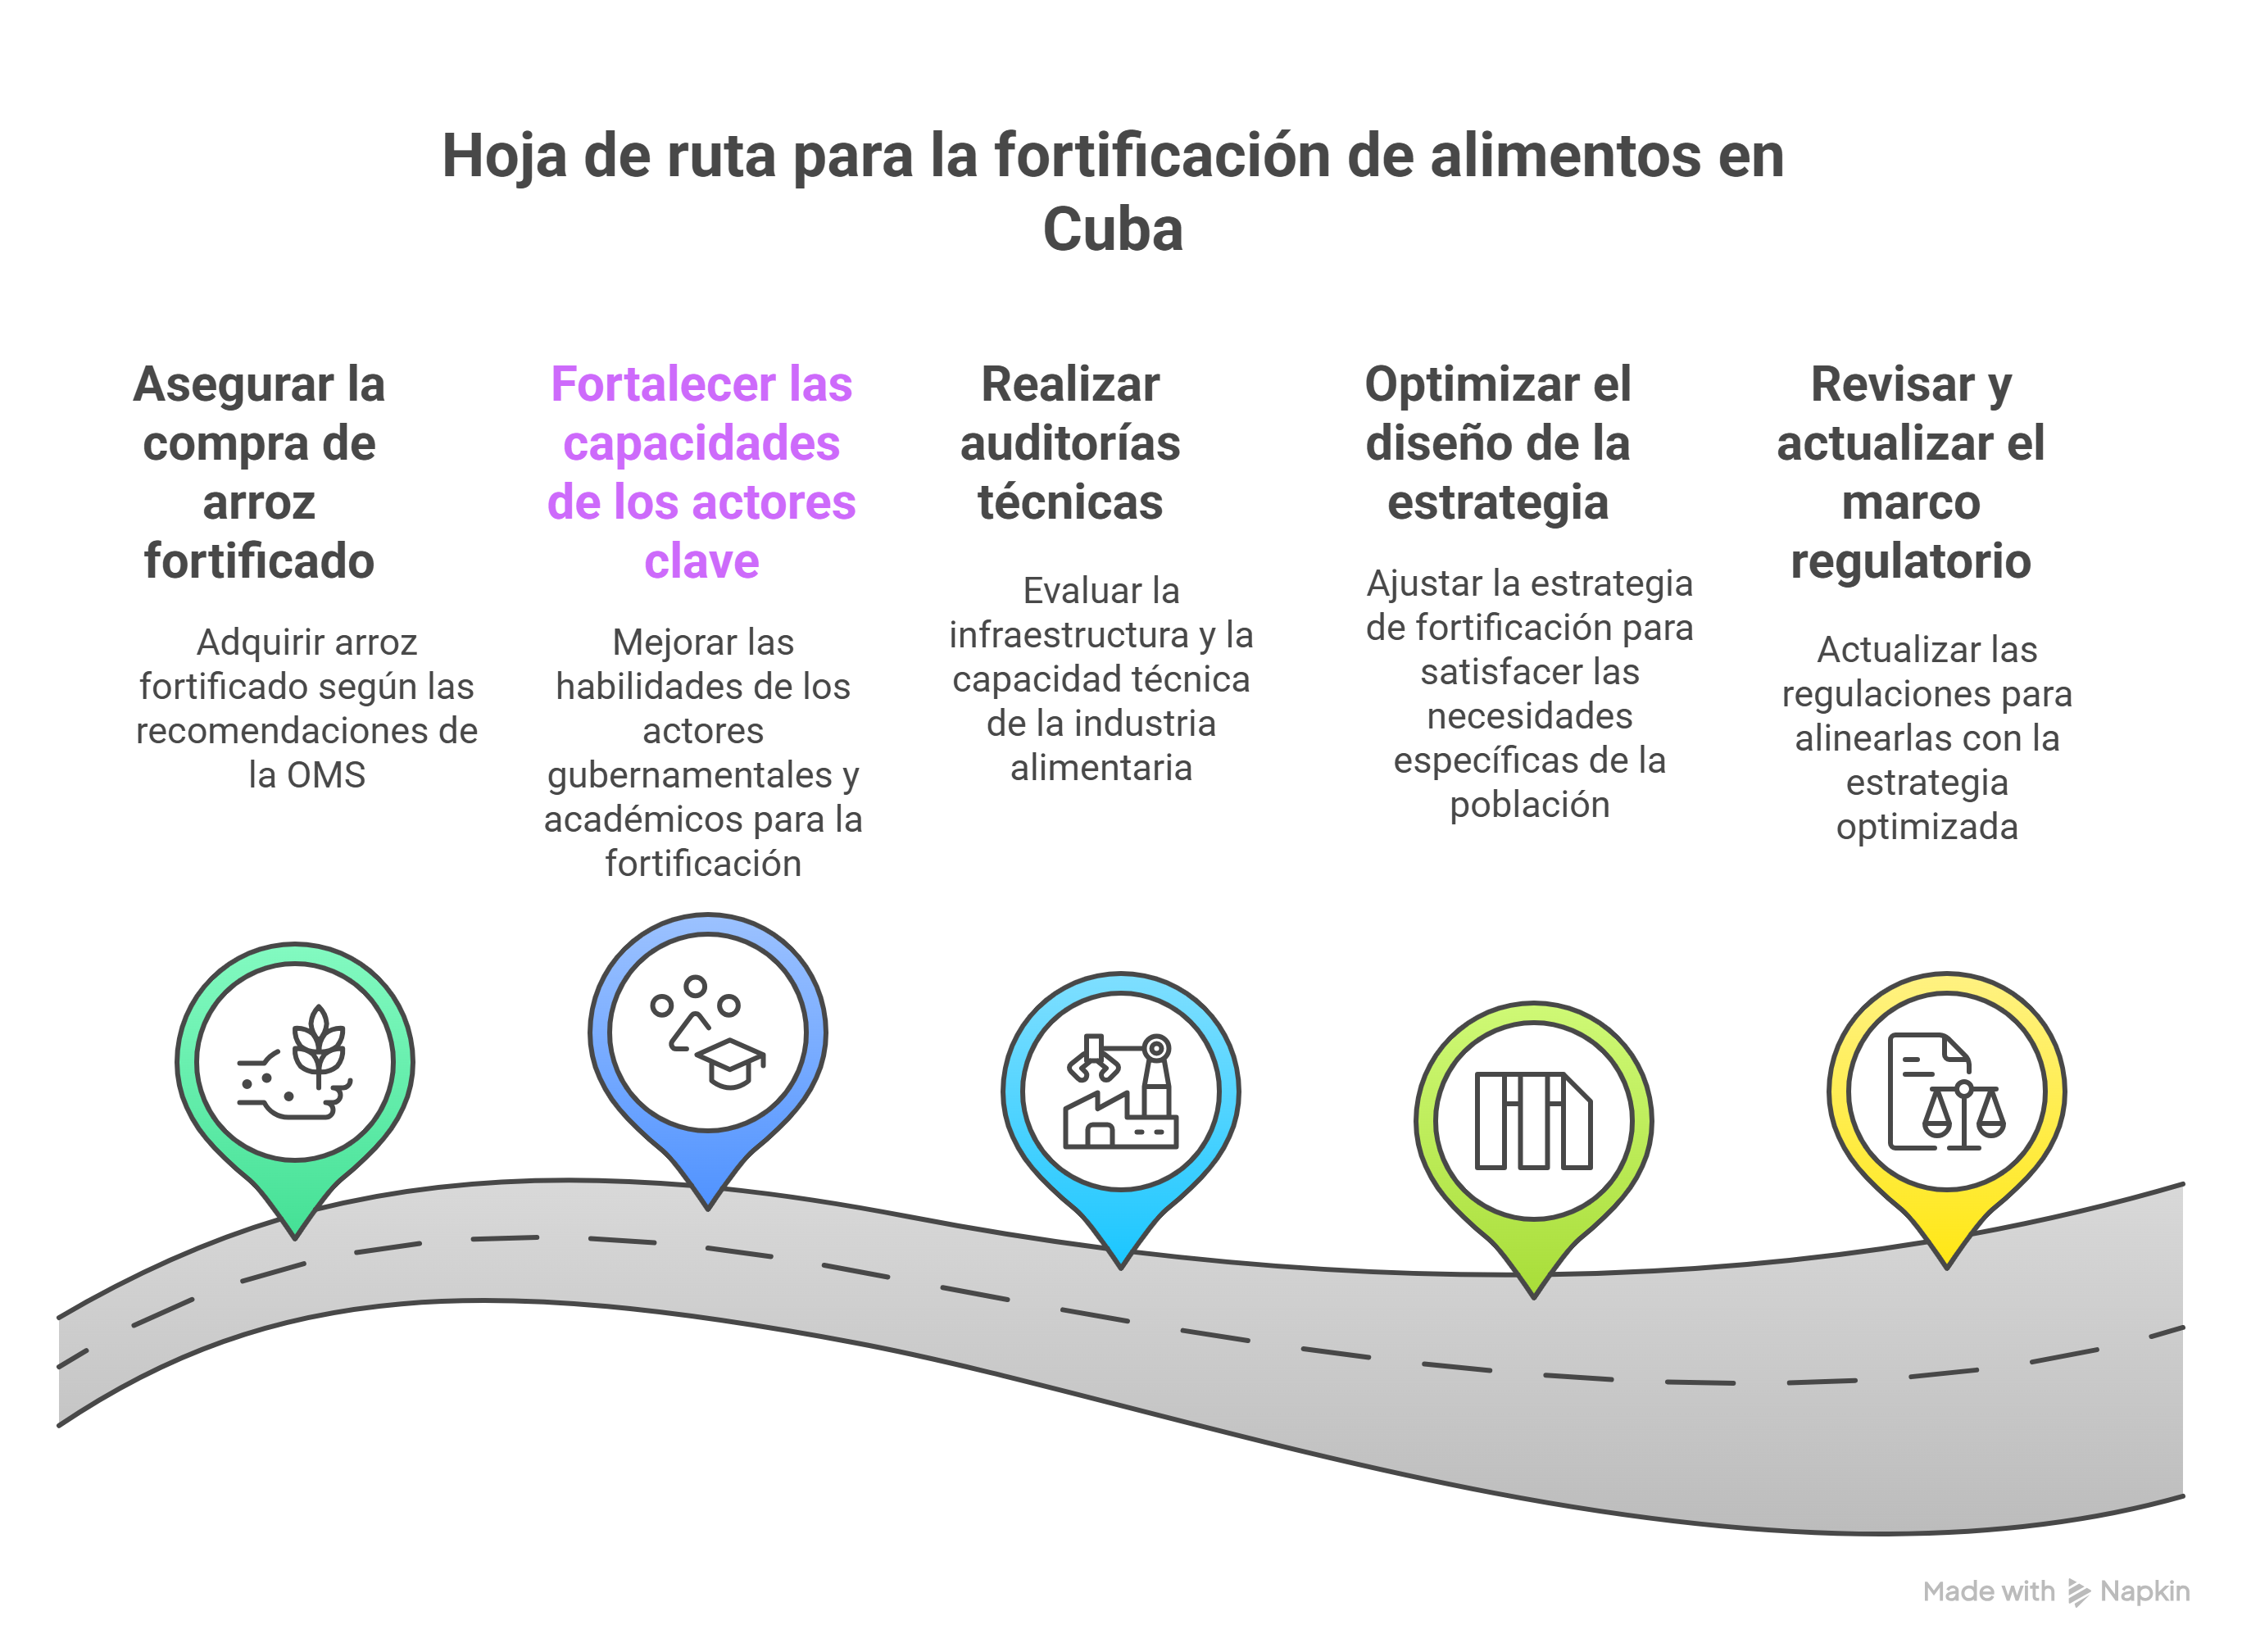 Hoja de ruta para la fortificación de alimentos en
Cuba
Asegurar la
compra de
arroz
fortificado
Adquirir arroz
fortificado según las
recomendaciones de
la OMS
Fortalecer las
capacidades
de los actores
clave
Mejorar las
habilidades de los
actores
gubernamentales y
académicos para la
fortificación
Realizar
auditorías
técnicas
Evaluar la
infraestructura y la
capacidad técnica
de la industria
alimentaria
Optimizar el
diseño de la
estrategia
Ajustar la estrategia
de fortificación para
satisfacer las
necesidades
específicas de la
población
Revisar y
actualizar el
marco
regulatorio
Actualizar las
regulaciones para
alinearlas con la
estrategia
optimizada
Made with Napkin